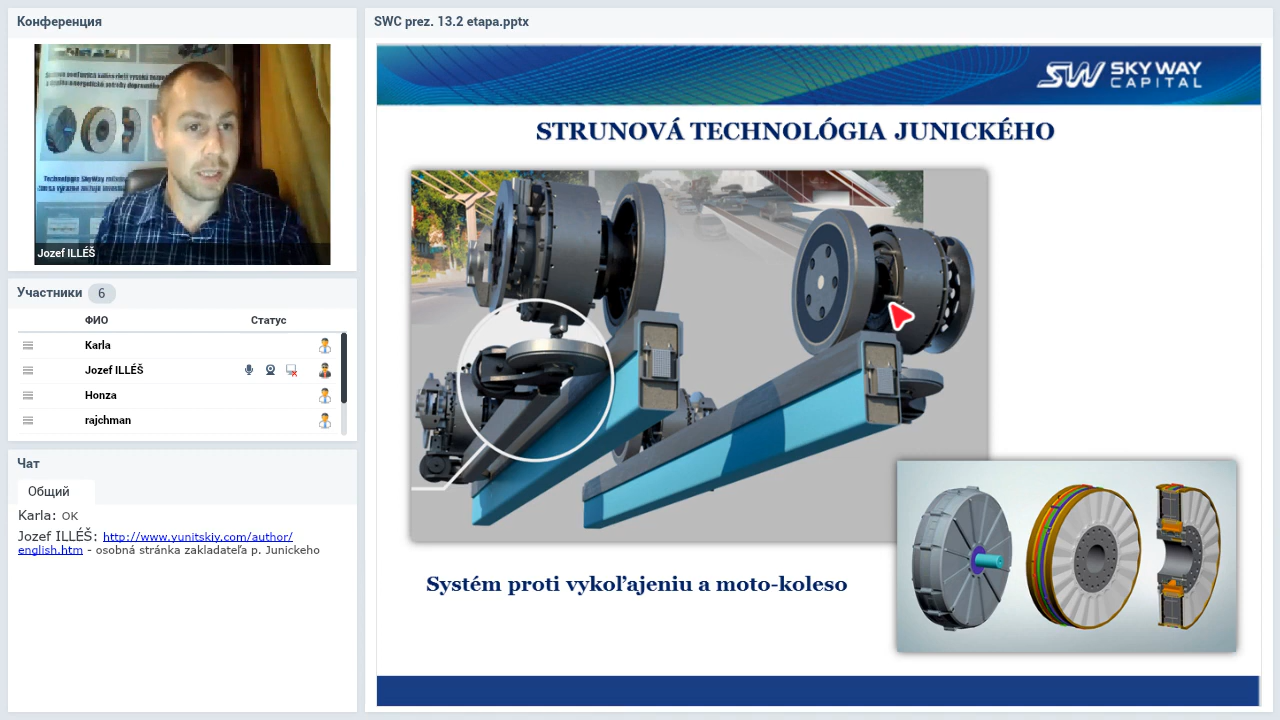 Конференция
Jozef ILLÉŠ
Участники 6
ФИО Статус
Karla
Jozef ILLÉŠ
Honza
rajchman
Чат
Общий
Karla: OK
Jozef ILLÉŠ: http://www.yunitskiy.com/author/
english.htm - osobná stránka zakladateľa p. Junickeho
SWC prez. 13.2 etapa.pptx
SW SKY WAY
CAPITAL
STRUNOVÁ TECHNOLÓGIA JUNICKÉHO
Systém proti vykoľajeniu a moto-koleso